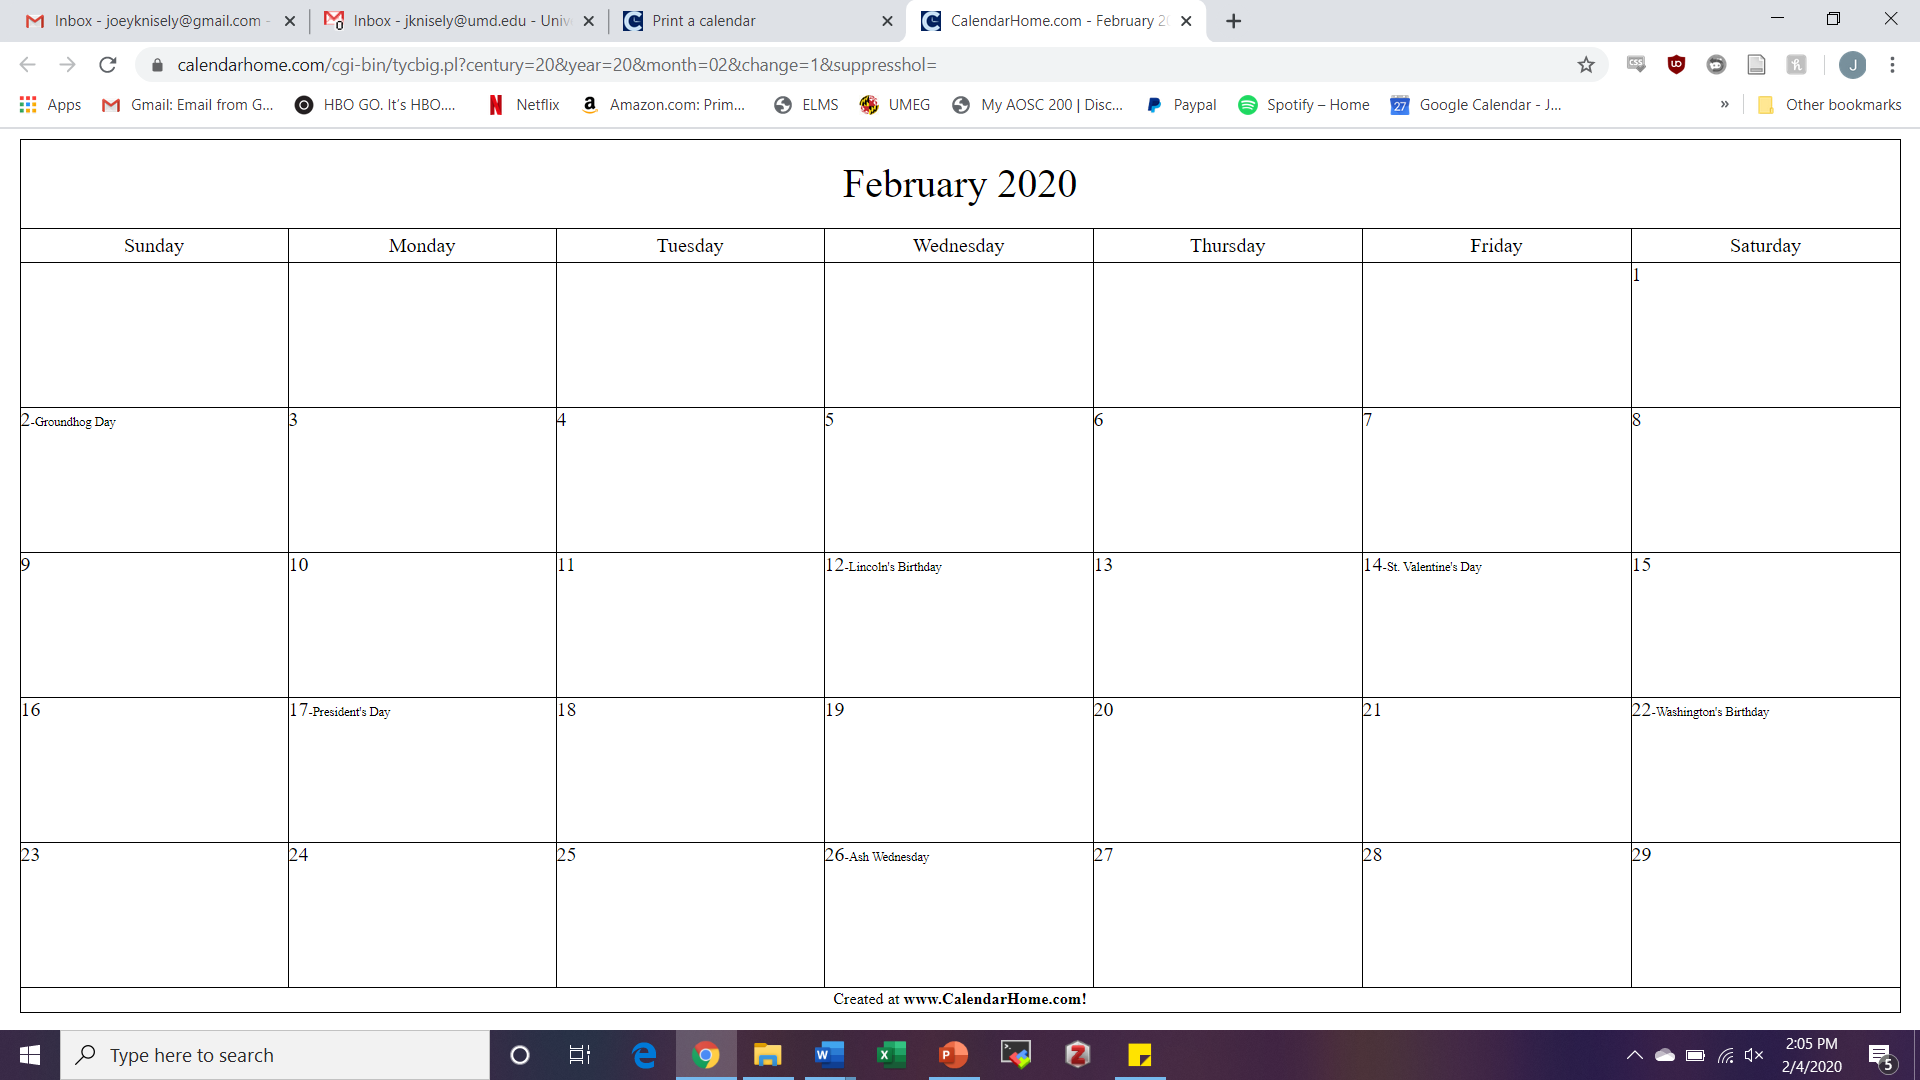 Inbox - joeyknisely@gmail.com -
Inbox - jknisely@umd.edu - Univ
Print a calendar
CalendarHome.com - February 20
calendarhome.com/cgi-bin/tycbig.pl?century=20&year=20&month=02&change=1&suppresshol=
Apps
Gmail: Email from G...
HBO GO. It's HBO....
Netflix
Amazon.com: Prim...
ELMS
UMEG
My AOSC 200 | Disc...
Paypal
Spotify – Home
27
Google Calendar - J...
»
Other bookmarks
February 2020
Sunday Monday Tuesday Wednesday Thursday Friday Saturday
1
2-Groundhog Day 3 4 5 6 7 8
9 10 11 12-Lincoln's Birthday 13 14-St. Valentine's Day 15
16 17-President's Day 18 19 20 21 22-Washington's Birthday
23 24 25 26-Ash Wednesday 27 28 29
Created at www.CalendarHome.com!
Type here to search
2:05 PM
2/4/2020
5